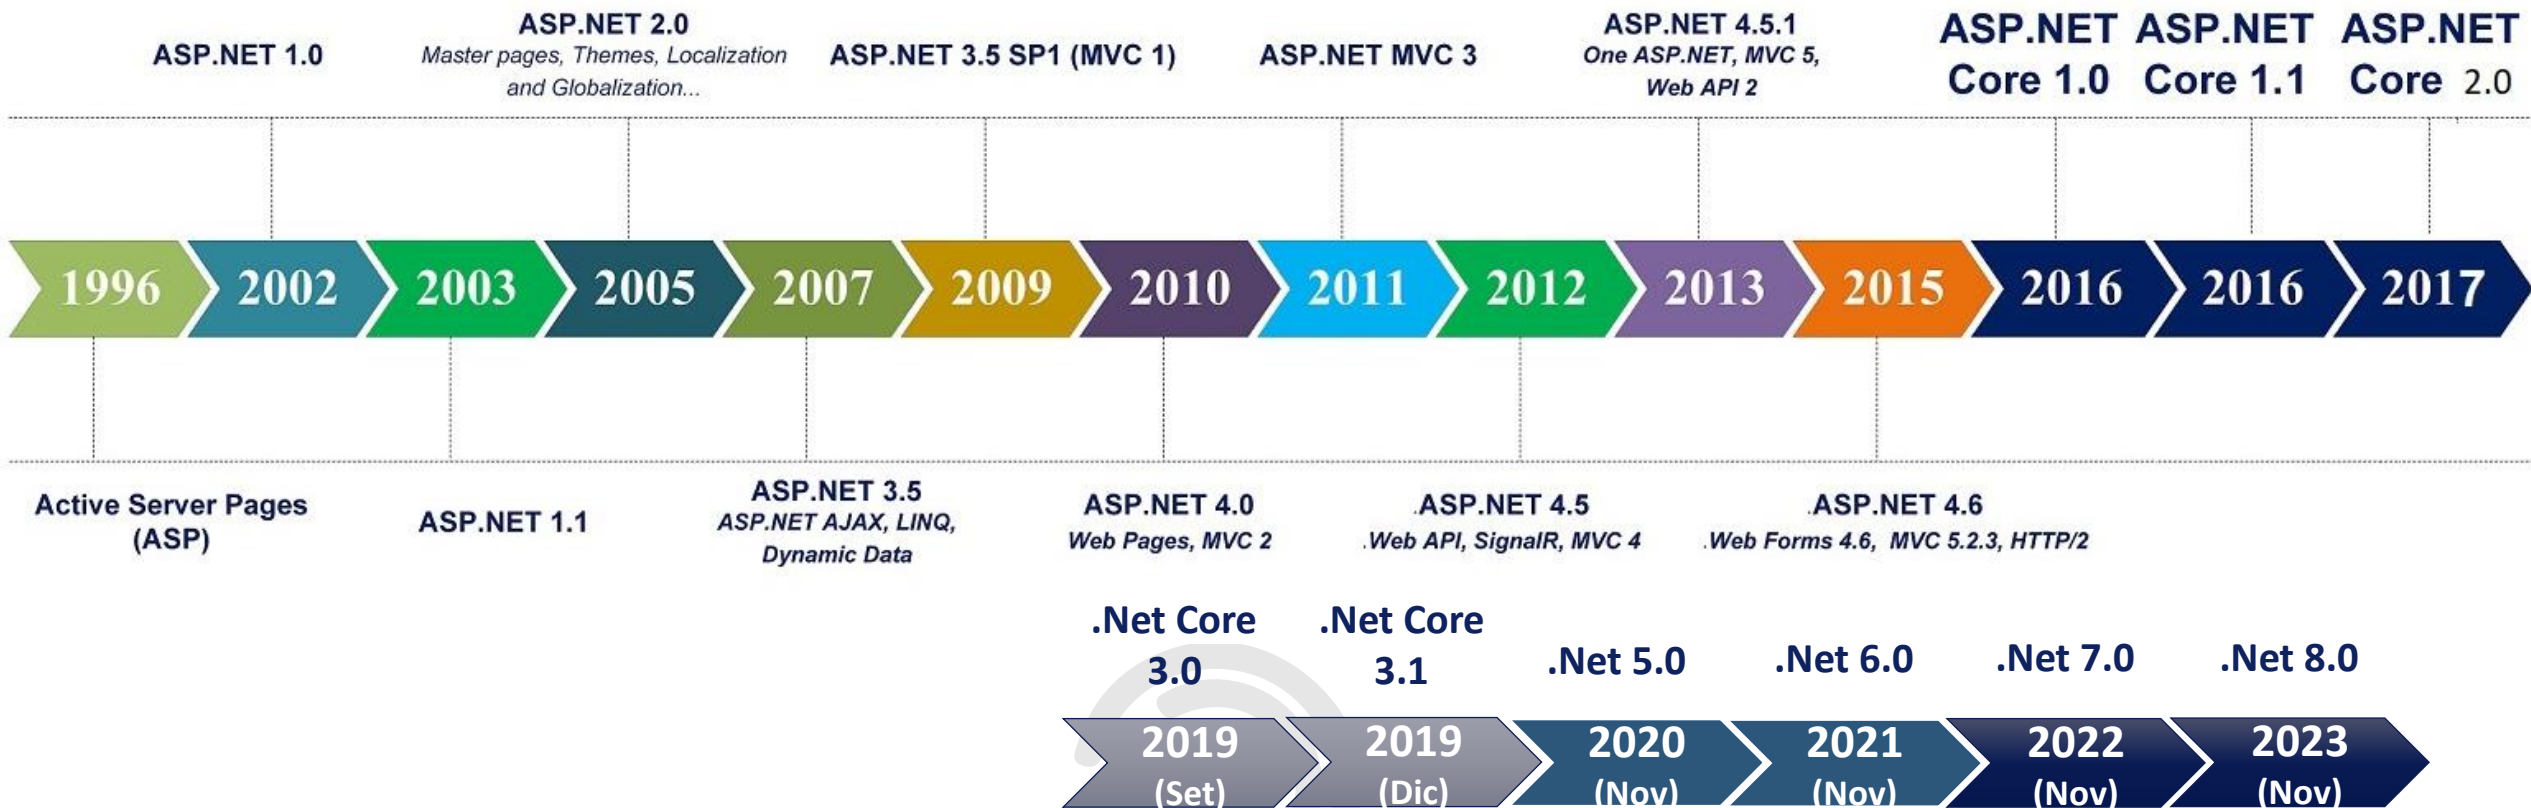 ASP.NET 1.0
ASP.NET 2.0
Master pages, Themes, Localization
and Globalization...
ASP.NET 3.5 SP1 (MVC 1)
ASP.NET MVC 3
ASP.NET 4.5.1
One ASP.NET, MVC 5,
Web API 2
ASP.NET
Core 1.0
ASP.NET
Core 1.1
ASP.NET
Core 2.0
1996
2002
2003
2005
2007
2009
2010
2011
2012
2013
2015
2016
2016
2017
Active Server Pages
(ASP)
ASP.NET 1.1
ASP.NET 3.5
ASP.NET AJAX, LINQ,
Dynamic Data
ASP.NET 4.0
Web Pages, MVC 2
ASP.NET 4.5
Web API, SignalR, MVC 4
ASP.NET 4.6
Web Forms 4.6, MVC 5.2.3, HTTP/2
.Net Core
3.0
.Net Core
3.1
.Net 5.0
.Net 6.0
.Net 7.0
.Net 8.0
2019
(Set)
2019
(Dic)
2020
(Nov)
2021
(Nov)
2022
(Nov)
2023
(Nov)